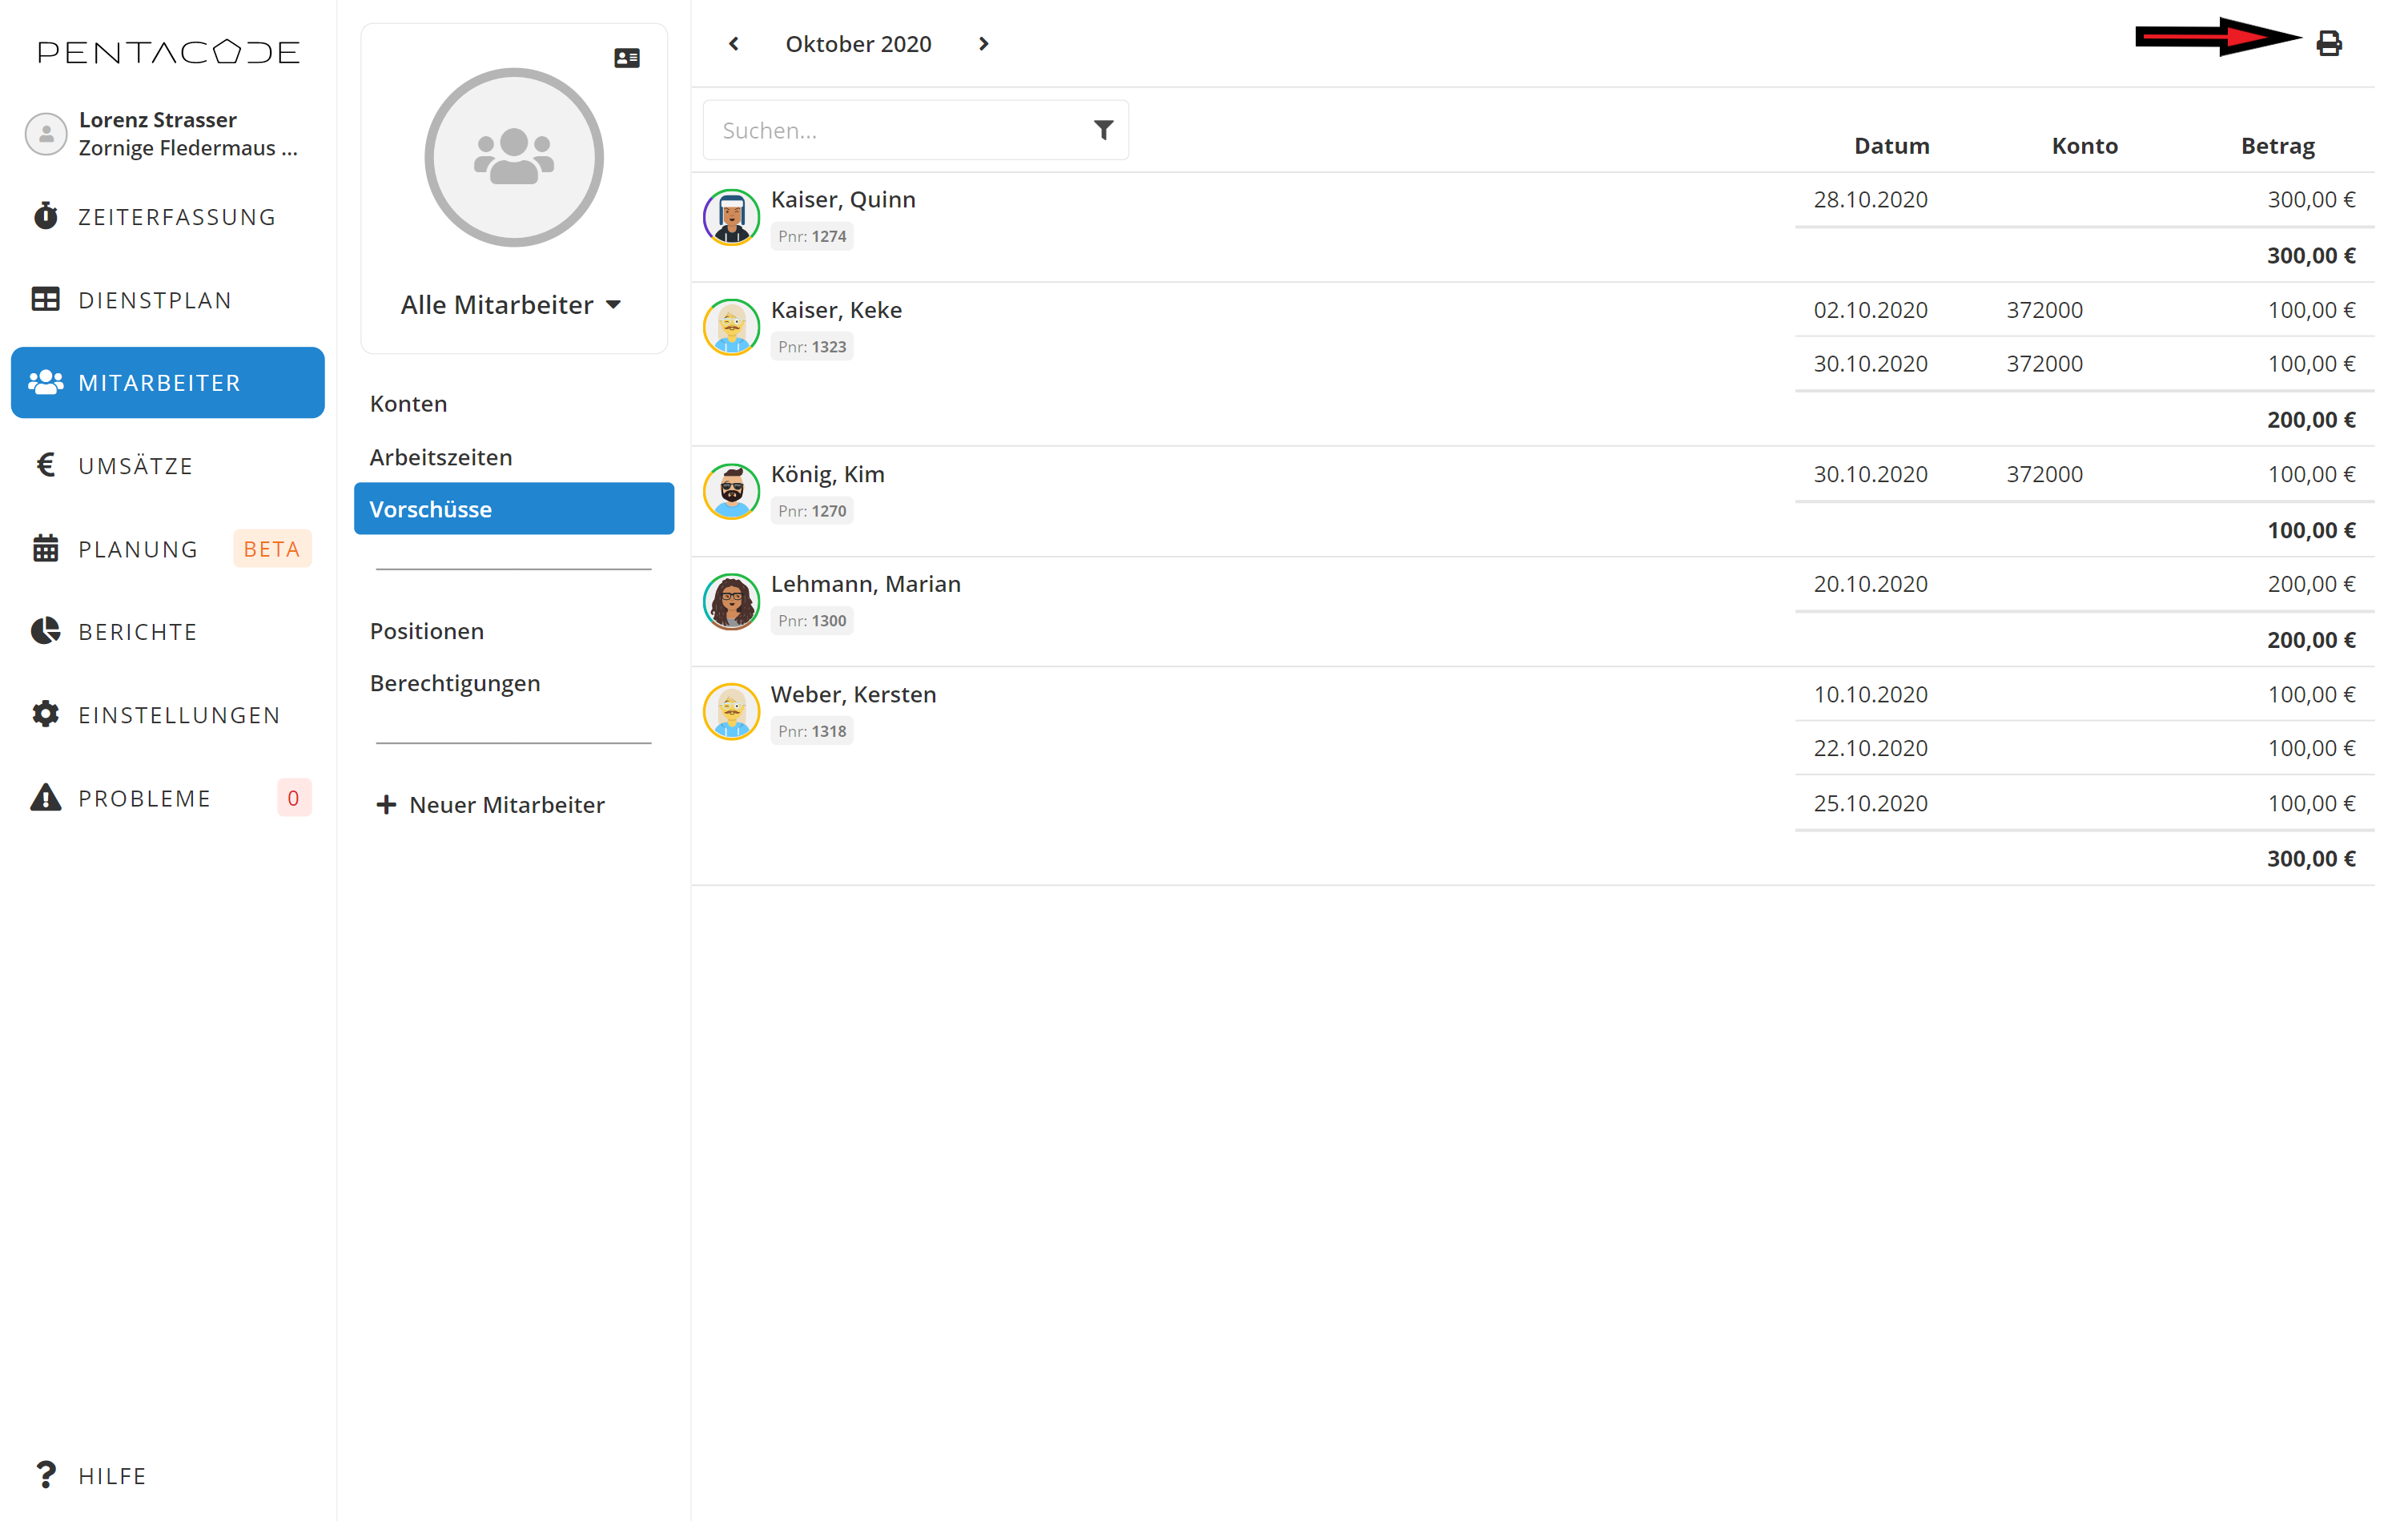 PENTACODE
Lorenz Strasser
Zornige Fledermaus ...
ZEITERFASSUNG
DIENSTPLAN
MITARBEITER
UMSÄTZE
PLANUNG BETA
BERICHTE
EINSTELLUNGEN
PROBLEME 0
HILFE
Alle Mitarbeiter
Konten
Arbeitszeiten
Vorschüsse
Positionen
Berechtigungen
Neuer Mitarbeiter
Oktober 2020
Suchen...
Datum Konto Betrag
Kaiser, Quinn 28.10.2020 300,00 €
Pnr: 1274
300,00 €
Kaiser, Keke 02.10.2020 372000 100,00 €
Pnr: 1323
30.10.2020 372000 100,00 €
200,00 €
König, Kim 30.10.2020 372000 100,00 €
Pnr: 1270
100,00 €
Lehmann, Marian 20.10.2020 200,00 €
Pnr: 1300
200,00 €
Weber, Kersten 10.10.2020 100,00 €
Pnr: 1318
22.10.2020 100,00 €
25.10.2020 100,00 €
300,00 €